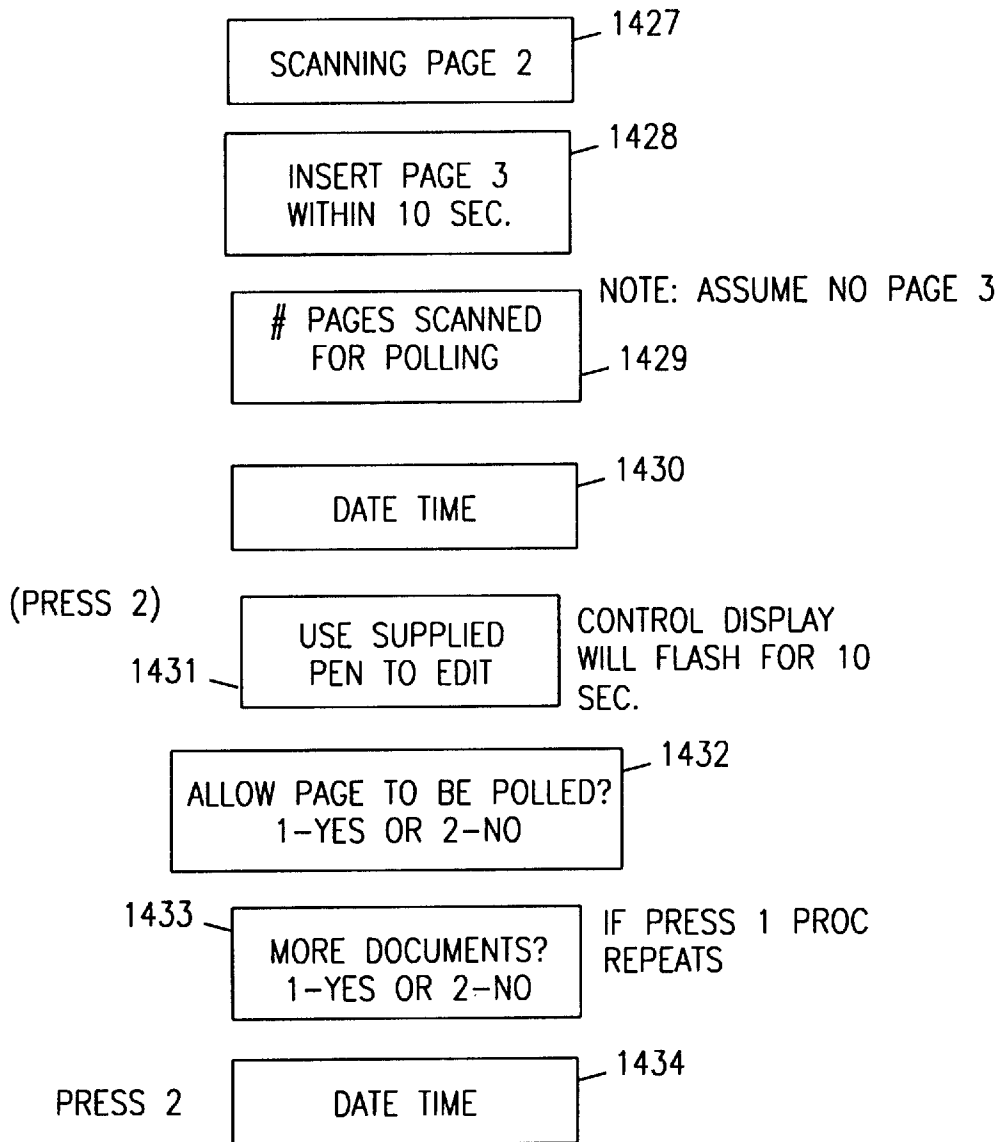 1427
SCANNING PAGE 2
1428
INSERT PAGE 3
WITHIN 10 SEC.
NOTE: ASSUME NO PAGE 3
# PAGES SCANNED
FOR POLLING
1429
1430
DATE TIME
(PRESS 2)
USE SUPPLIED
PEN TO EDIT
1431
CONTROL DISPLAY
WILL FLASH FOR 10
SEC.
1432
ALLOW PAGE TO BE POLLED?
1-YES OR 2-NO
1433
MORE DOCUMENTS?
1-YES OR 2-NO
IF PRESS 1 PROC
REPEATS
1434
PRESS 2
DATE TIME